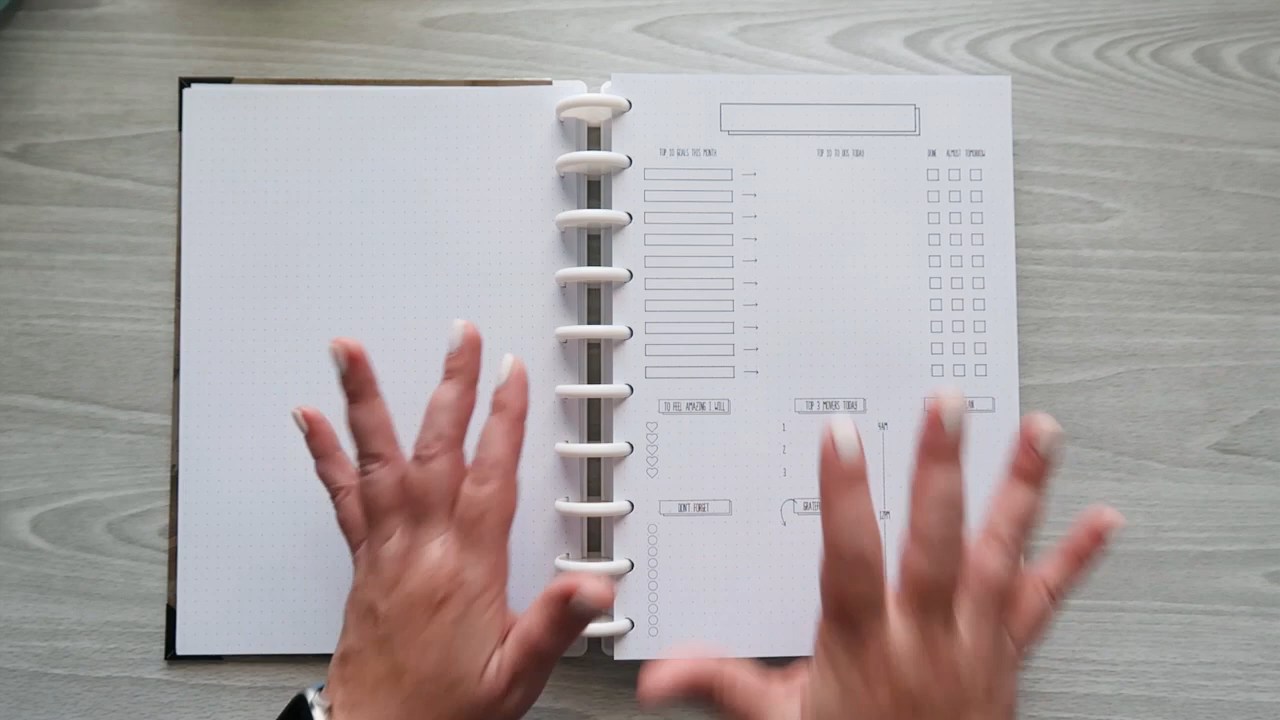 TOP 10 GOALS THIS MONTH
TOP 10 TO DOS TODAY
DONE ALMOST TOMORROW
TO FEEL AMAZING I WILL
TOP 3 MOVERS TODAY
1
2
3
DON'T FORGET
12PM